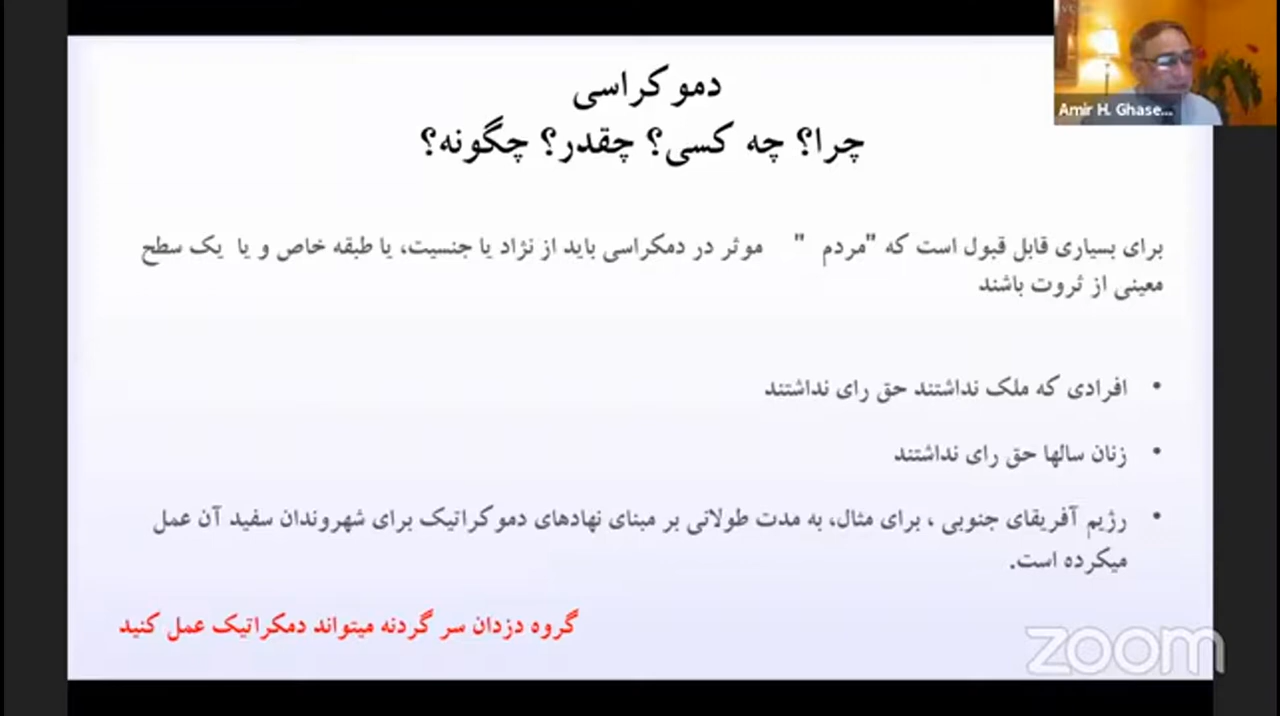 دموکراسی
چرا؟ چه کسی؟ چقدر؟ چگونه؟
برای بسیاری قابل قبول است که "مردم " موثر در دمکراسی باید از نژاد یا جنسیت، یا طبقه خاص و یا یک سطح
معینی از ثروت باشند
• افرادی که ملک نداشتند حق رای نداشتند
• زنان سالها حق رای نداشتند
• رژیم آفریقای جنوبی ، برای مثال، به مدت طولانی بر مبنای نهادهای دموکراتیک برای شهروندان سفید آن عمل
میکرده است.
گروه دزدان سر گردنه میتواند دمکراتیک عمل کنید
Amir H. Ghase...
zoom